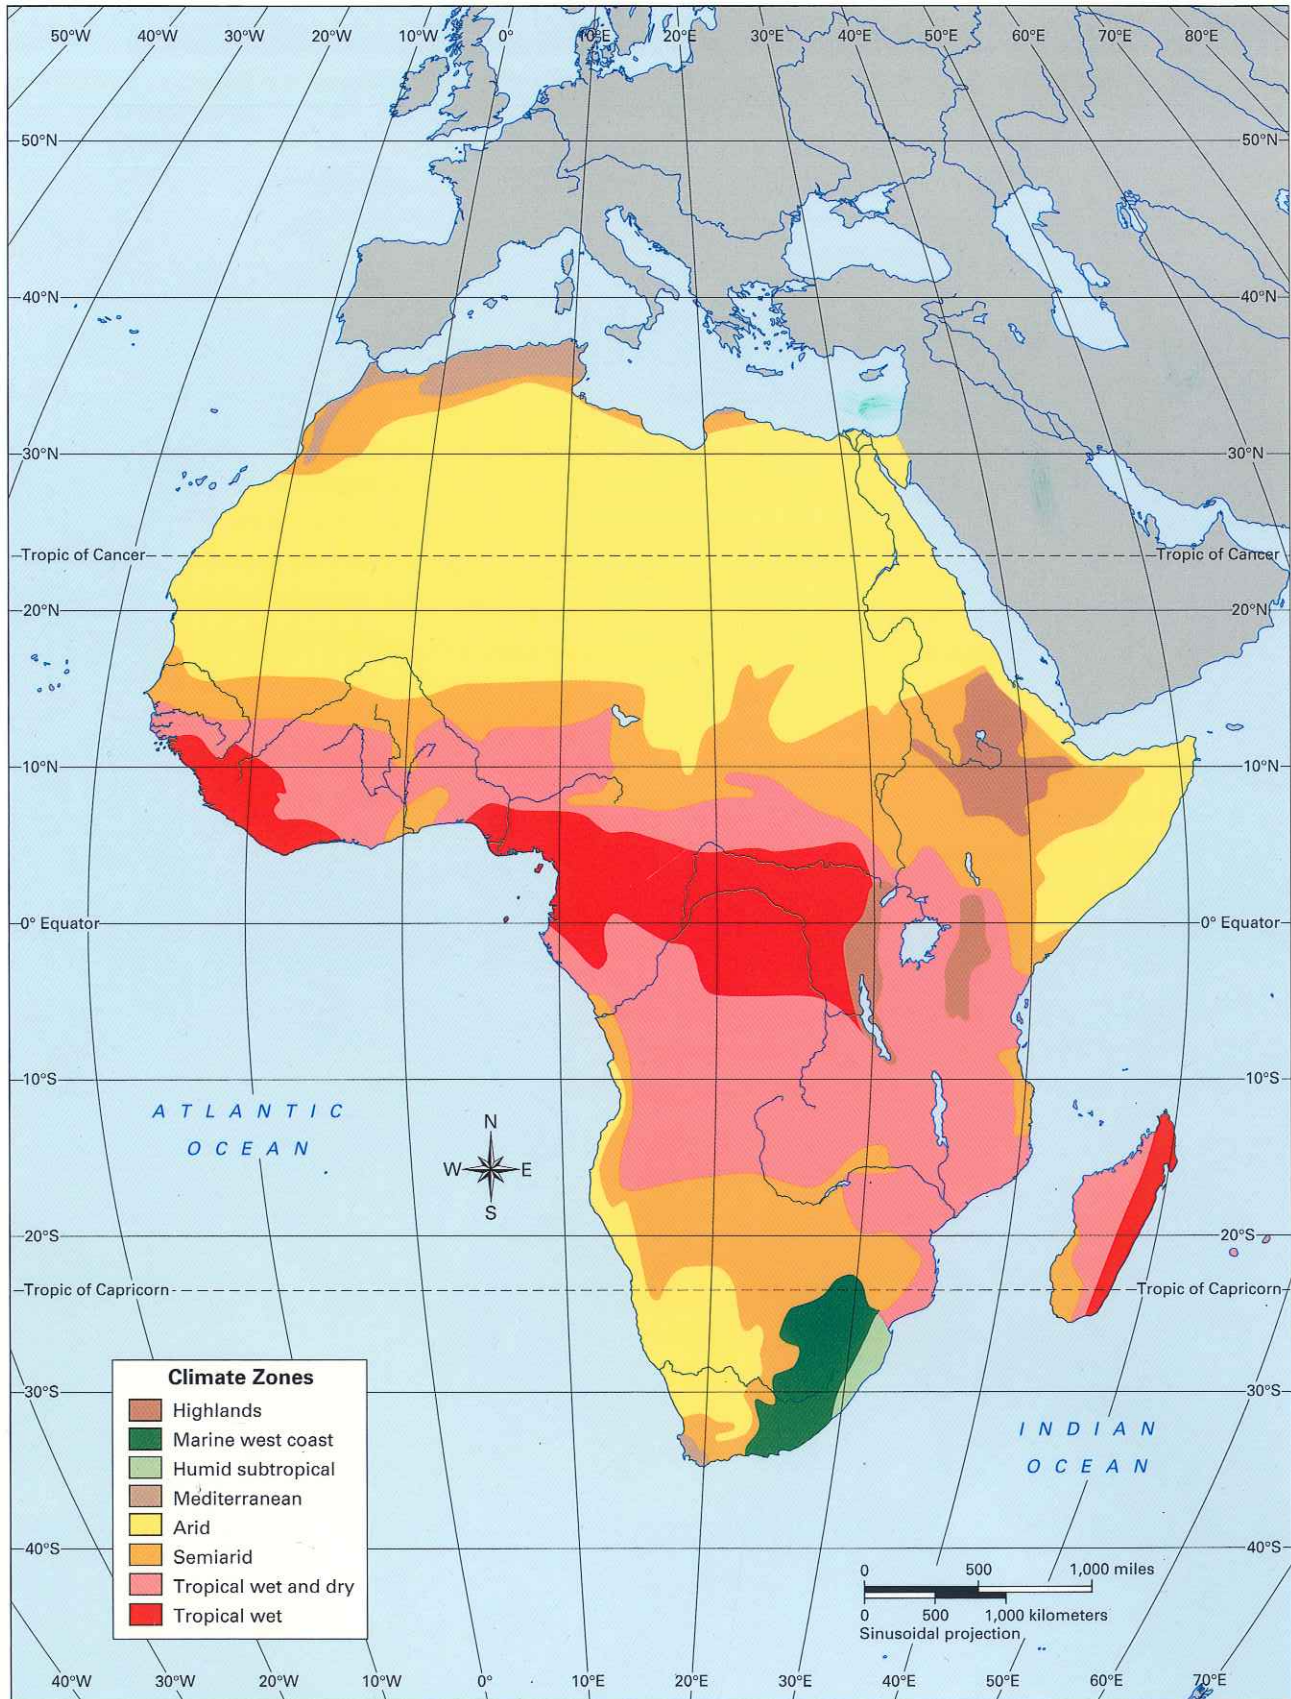 50°W 40°W 30°W 20°W 10°W 0° 10°E 20°E 30°E 40°E 50°E 60°E 70°E 80°E
50°N 50°N
40°N 40°N
30°N 30°N
Tropic of Cancer Tropic of Cancer
20°N 20°N
10°N 10°N
0° Equator 0° Equator
10°S 10°S
ATLANTIC
OCEAN
N
W E
S
20°S 20°S
Tropic of Capricorn Tropic of Capricorn
30°S 30°S
Climate Zones
Highlands
Marine west coast
Humid subtropical
Mediterranean
Arid
Semiarid
Tropical wet and dry
Tropical wet
INDIAN
OCEAN
40°S 40°S
0 500 1,000 miles
0 500 1,000 kilometers
Sinusoidal projection
40°W 30°W 20°W 10°W 0° 10°E 20°E 30°E 40°E 50°E 60°E 70°E